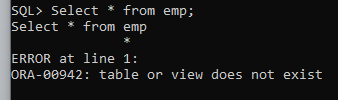 SQL> Select * from emp;
Select * from emp
*
ERROR at line 1:
ORA-00942: table or view does not exist